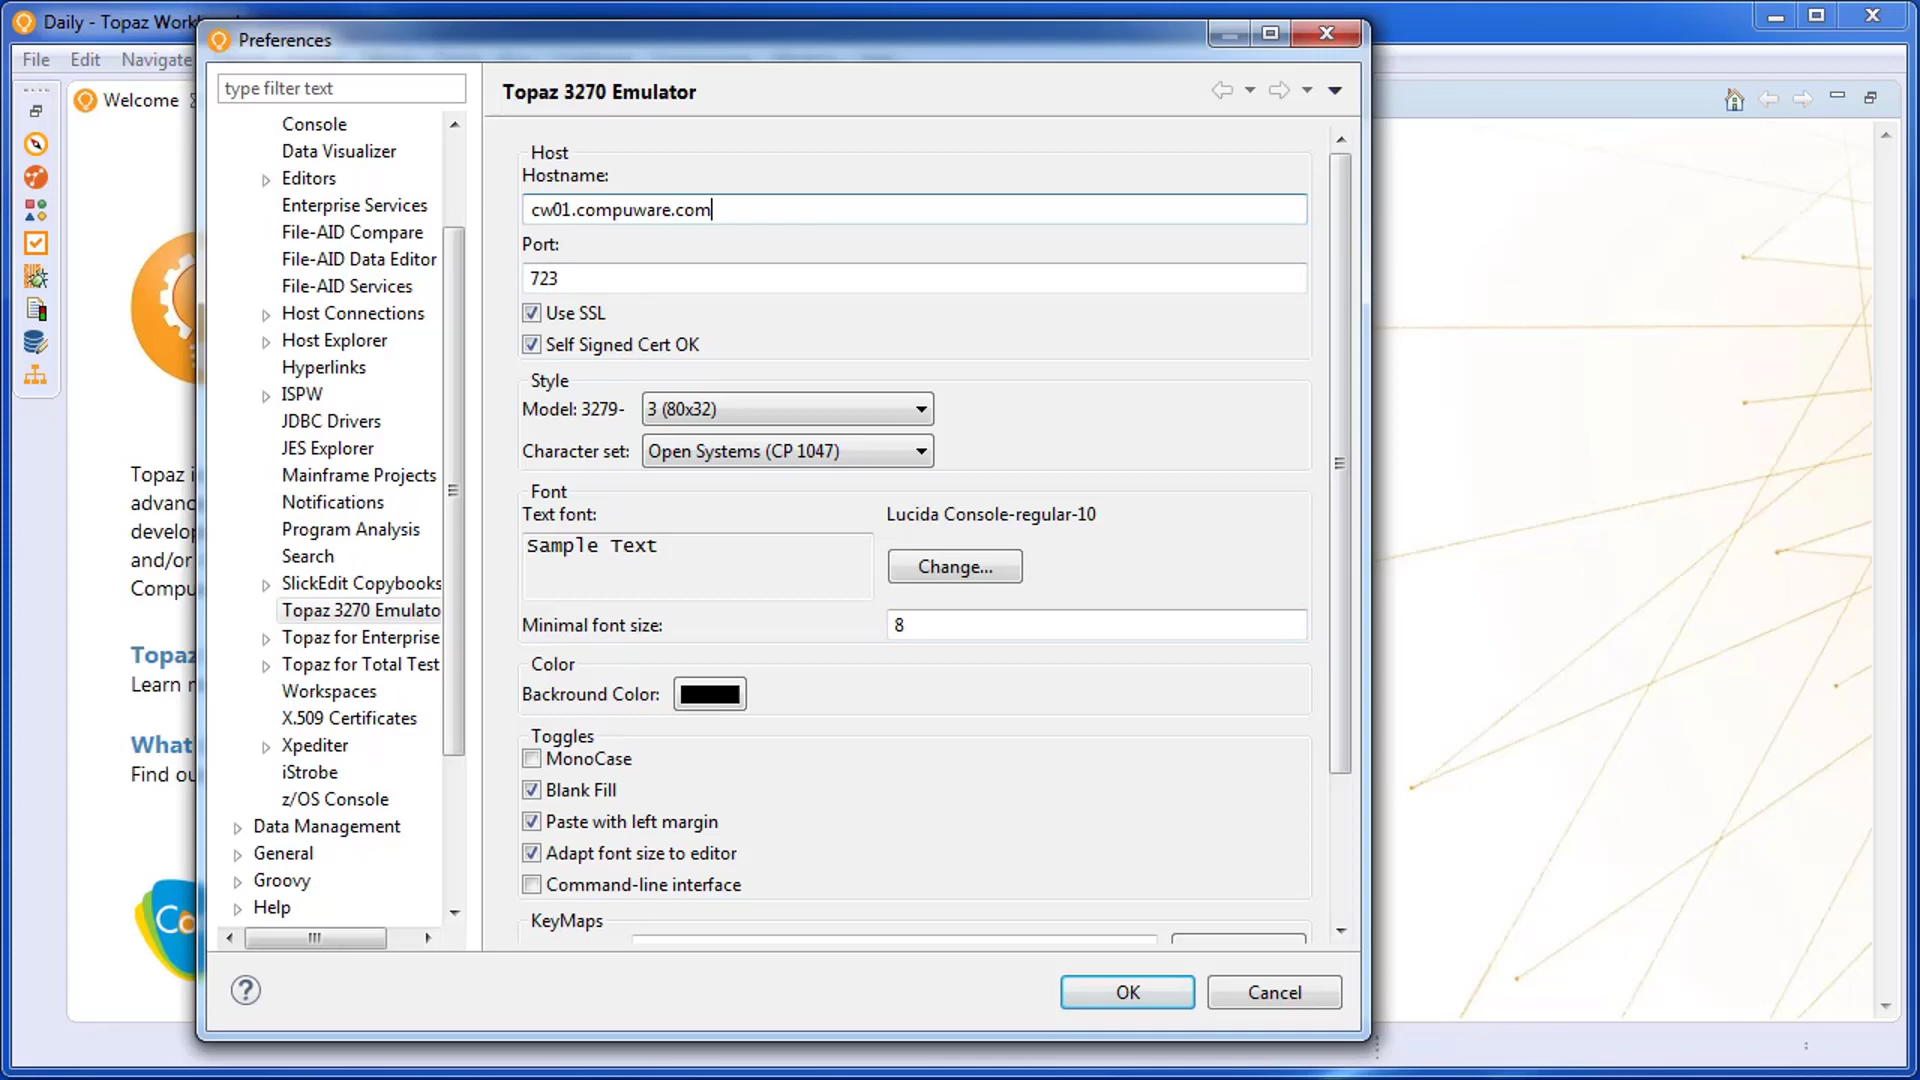 Daily - Topaz Work
Preferences
File Edit Navigate
Welcome
type filter text
Console
Data Visualizer
Editors
Enterprise Services
File-AID Compare
File-AID Data Editor
File-AID Services
Host Connections
Host Explorer
Hyperlinks
ISPW
JDBC Drivers
JES Explorer
Mainframe Projects
Notifications
Program Analysis
Search
SlickEdit Copybooks
Topaz 3270 Emulato
Topaz for Enterprise
Topaz for Total Test
Workspaces
X.509 Certificates
Xpediter
iStrobe
z/OS Console
Data Management
General
Groovy
Help
Topaz 3270 Emulator
Host
Hostname:
cw01.compuware.com
Port:
723
Use SSL
Self Signed Cert OK
Style
Model: 3279- 3 (80x32)
Character set: Open Systems (CP 1047)
Font
Text font: Lucida Console-regular-10
Sample Text
Change...
Minimal font size: 8
Color
Backround Color:
Toggles
MonoCase
Blank Fill
Paste with left margin
Adapt font size to editor
Command-line interface
KeyMaps
OK Cancel
Topaz i
advanc
develop
and/or
Compu
Topaz
Learn r
What
Find ou
Co